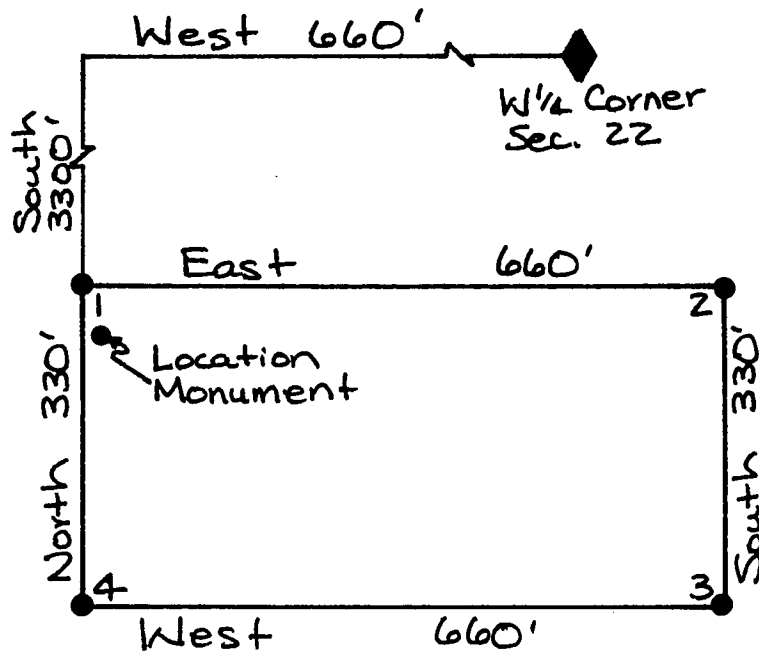 West 660'
W 1/4 Corner
Sec. 22
South
330'
East 660'
1
2
Location
Monument
North 330'
South 330'
4
3
West 660'